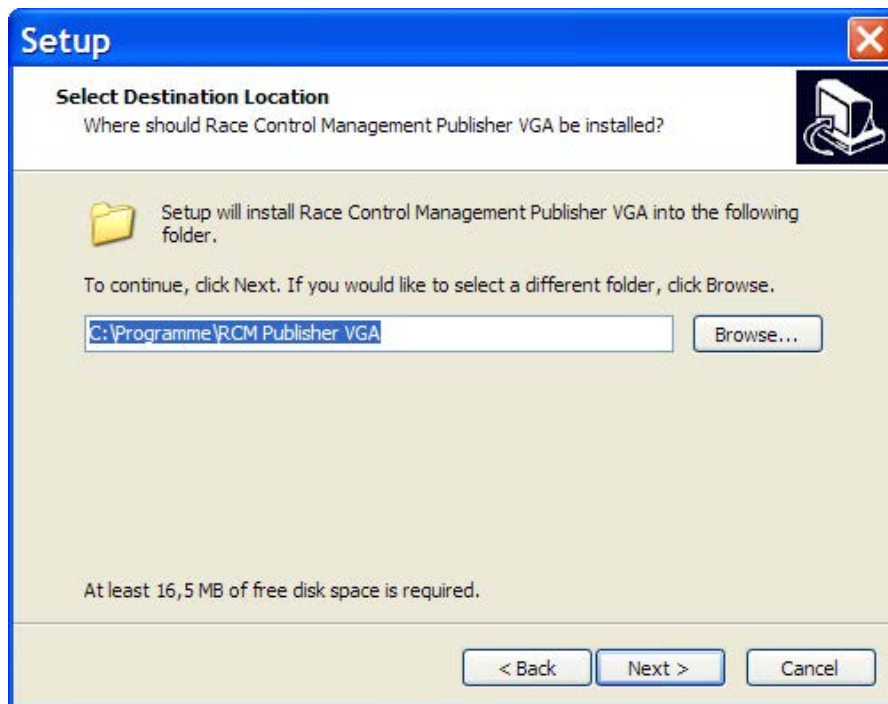 Setup
Select Destination Location
Where should Race Control Management Publisher VGA be installed?
Setup will install Race Control Management Publisher VGA into the following
folder.
To continue, click Next. If you would like to select a different folder, click Browse.
C:\Programme\RCM Publisher VGA
Browse...
At least 16,5 MB of free disk space is required.
< Back
Next >
Cancel